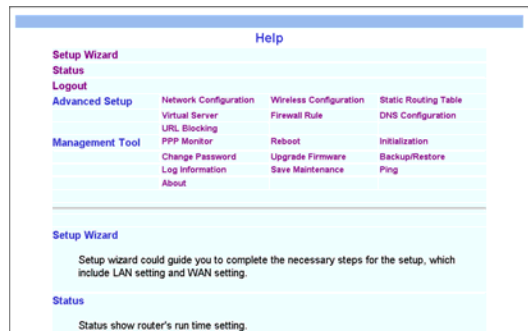 Help
Setup Wizard
Status
Logout
Advanced Setup Network Configuration Wireless Configuration Static Routing Table
Virtual Server Firewall Rule DNS Configuration
URL Blocking
Management Tool PPP Monitor Reboot Initialization
Change Password Upgrade Firmware Backup/Restore
Log Information Save Maintenance Ping
About
Setup Wizard
Setup wizard could guide you to complete the necessary steps for the setup, which
include LAN setting and WAN setting.
Status
Status show router's run time setting.